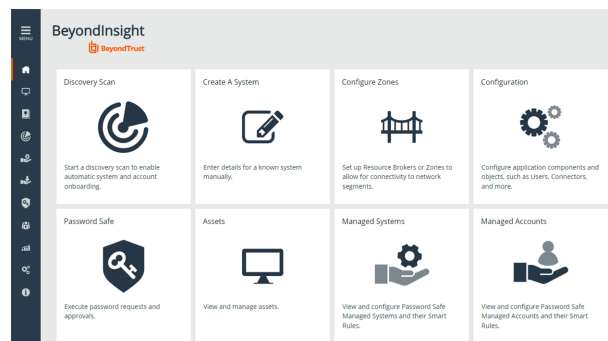 MENU
BeyondInsight
BeyondTrust
Discovery Scan
Start a discovery scan to enable
automatic system and account
onboarding.
Create A System
Enter details for a known system
manually.
Configure Zones
Set up Resource Brokers or Zones to
allow for connectivity to network
segments.
Configuration
Configure application components and
objects, such as Users, Connectors,
and more.
Password Safe
Execute password requests and
approvals.
Assets
View and manage assets.
Managed Systems
View and configure Password Safe
Managed Systems and their Smart
Rules.
Managed Accounts
View and configure Password Safe
Managed Accounts and their Smart
Rules.